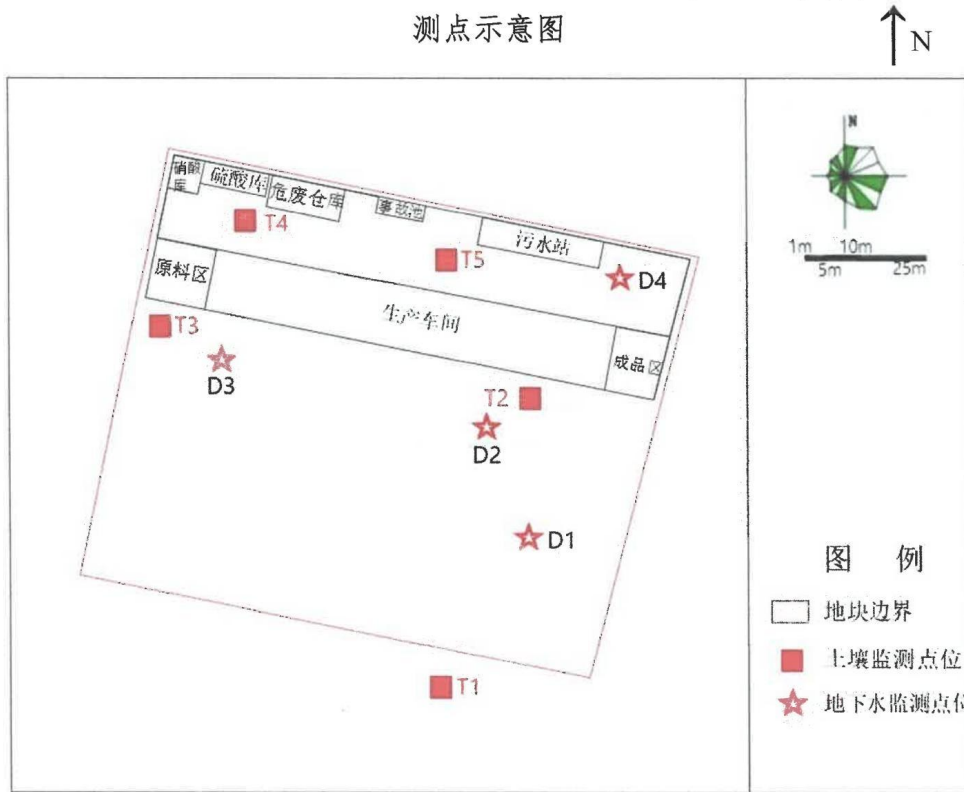 测点示意图
N
N
1m 10m
5m 25m
硝酸库
硫酸库
危废仓库
事故池
污水站
T4
T5
D4
原料区
生产车间
成品区
T3
D3
T2
D2
D1
T1
图 例
地块边界
土壤监测点位
地下水监测点位